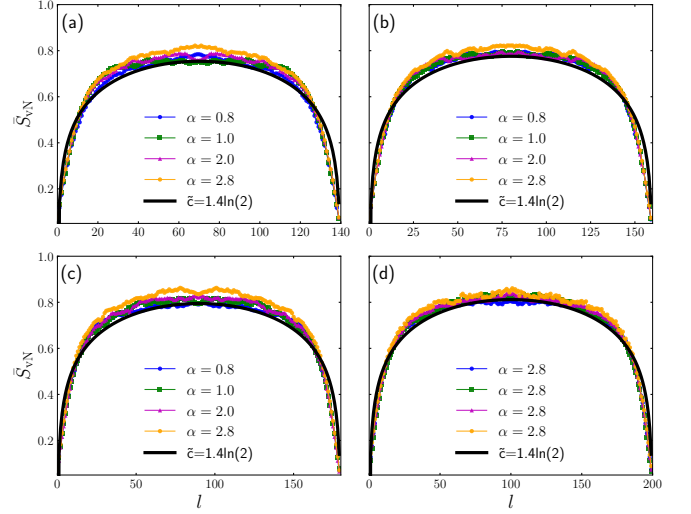 (a)
1.0
0.8
0.6
0.4
0.2
S̄vN
α = 0.8
α = 1.0
α = 2.0
α = 2.8
c̃=1.4ln(2)
0 20 40 60 80 100 120 140
(b)
α = 0.8
α = 1.0
α = 2.0
α = 2.8
c̃=1.4ln(2)
0 25 50 75 100 125 150
(c)
1.0
0.8
0.6
0.4
0.2
S̄vN
α = 0.8
α = 1.0
α = 2.0
α = 2.8
c̃=1.4ln(2)
0 50 100 150
l
(d)
α = 2.8
α = 2.8
α = 2.8
α = 2.8
c̃=1.4ln(2)
0 25 50 75 100 125 150 175 200
l